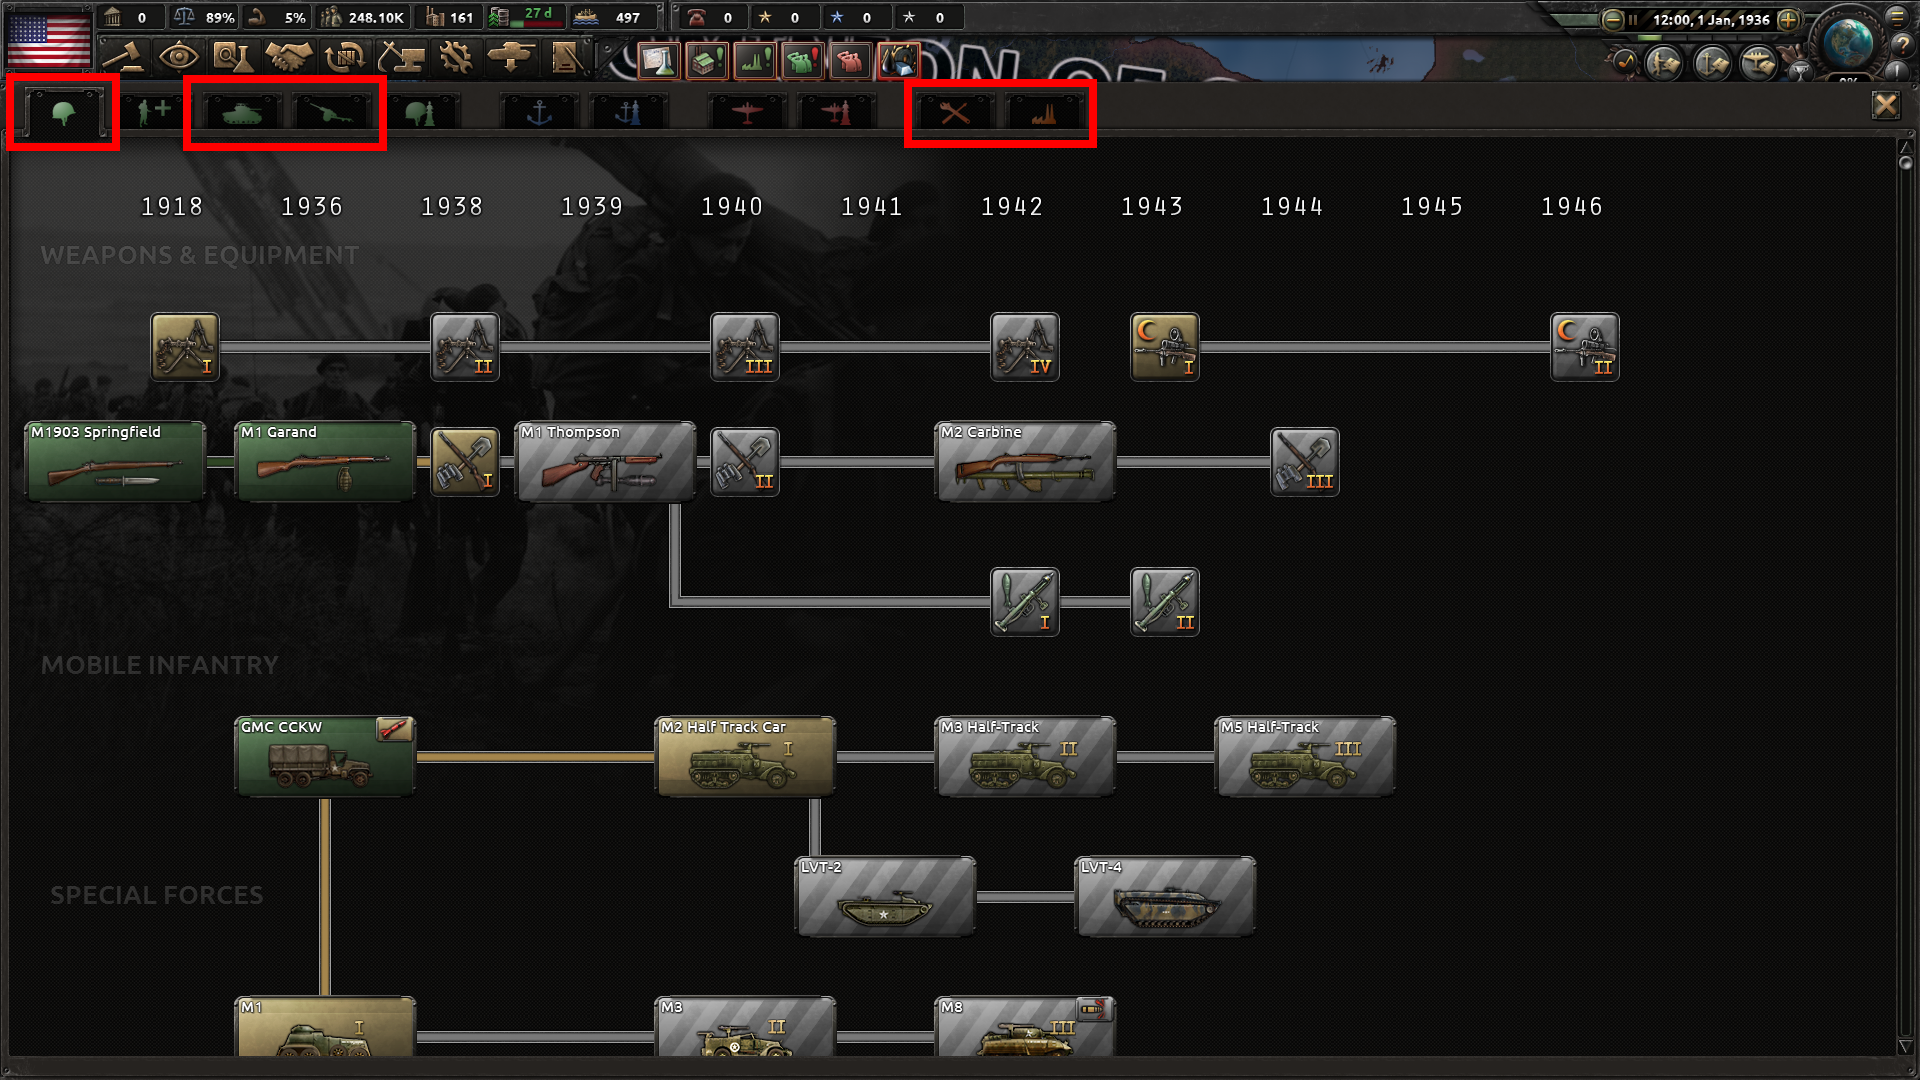 0 89% 5% 248.10K 161 27 d 497 0 0 0 0 12:00, 1 Jan, 1936
1918 1936 1938 1939 1940 1941 1942 1943 1944 1945 1946
WEAPONS & EQUIPMENT
I II III IV I II
M1903 Springfield M1 Garand M1 Thompson M2 Carbine
I II III
I II
MOBILE INFANTRY
GMC CCKW M2 Half Track Car M3 Half-Track M5 Half-Track
I II III
LVT-2 LVT-4
SPECIAL FORCES
M1 M3 M8
I II III